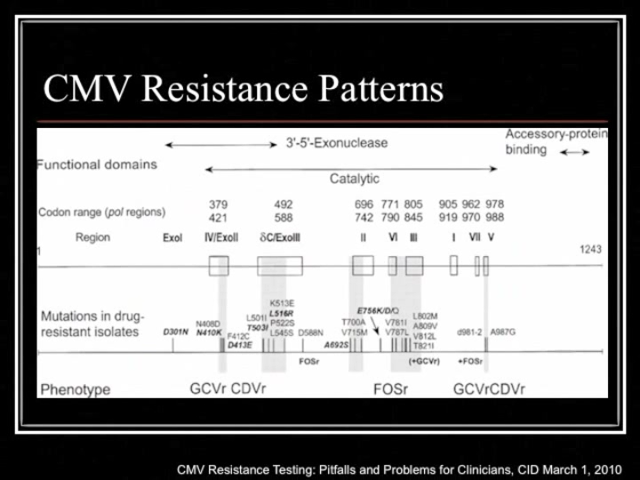 CMV Resistance Patterns
3'-5'-Exonuclease
Accessory-protein
binding
Functional domains
Catalytic
Codon range (pol regions)
379 492 696 771 805 905 962 978
421 588 742 790 845 919 970 988
Region ExoI IV/ExoII δC/ExoIII II VI III I VII V
1
1243
Mutations in drug-
resistant isolates
D301N
N408D
N410K
F412C
D413E
L501I
T503I
K513E
L516R
P522S
L545S
D588N
FOSr
A692S
T700A
V715M
E756K/D/Q
V781I
V787L
L802M
A809V
V812L
T821I
(+GCVr)
d981-2
+FOSr
A987G
Phenotype GCVr CDVr FOSr GCVrCDVr
CMV Resistance Testing: Pitfalls and Problems for Clinicians, CID March 1, 2010